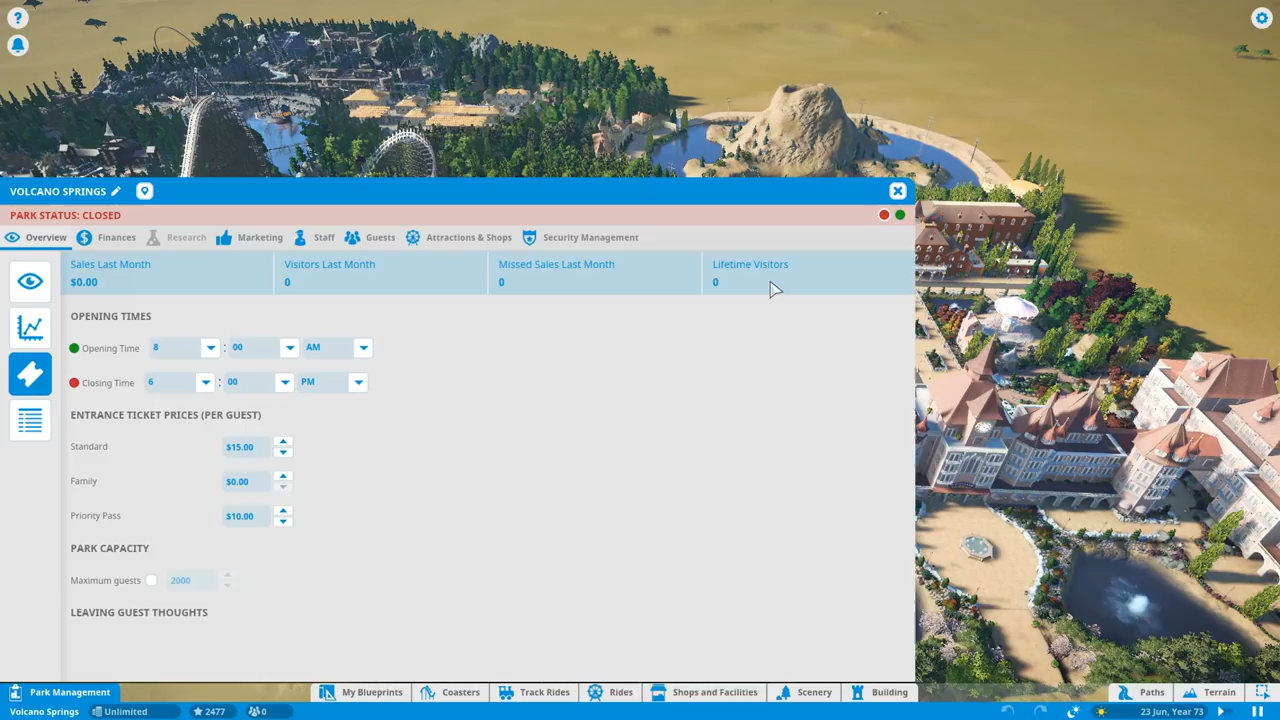 ?
VOLCANO SPRINGS
PARK STATUS: CLOSED
Overview Finances Research Marketing Staff Guests Attractions & Shops Security Management
Sales Last Month Visitors Last Month Missed Sales Last Month Lifetime Visitors
$0.00 0 0 0
OPENING TIMES
Opening Time 8 : 00 AM
Closing Time 6 : 00 PM
ENTRANCE TICKET PRICES (PER GUEST)
Standard $15.00
Family $0.00
Priority Pass $10.00
PARK CAPACITY
Maximum guests 2000
LEAVING GUEST THOUGHTS
Park Management My Blueprints Coasters Track Rides Rides Shops and Facilities Scenery Building Paths Terrain
Volcano Springs Unlimited 2477 0 23 Jun, Year 73